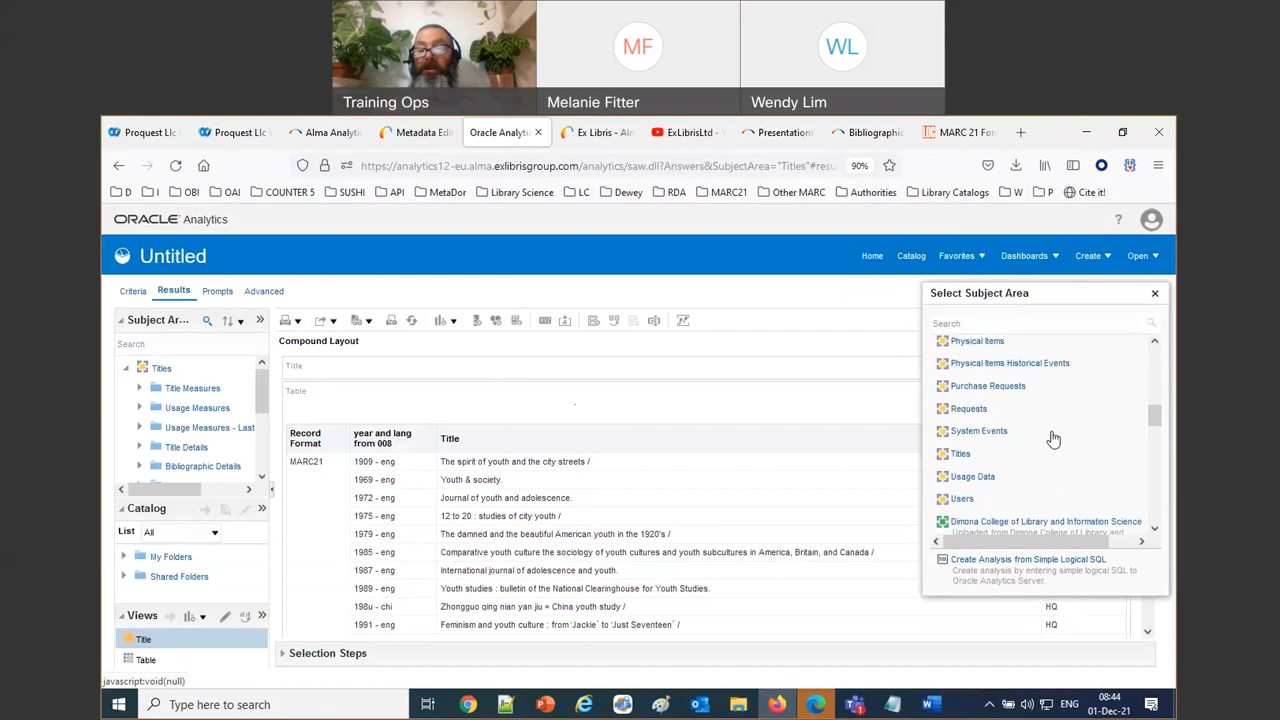 MF
WL
Training Ops
Melanie Fitter
Wendy Lim
Proquest Llc
Proquest Llc
Alma Analyti
Metadata Edi
Oracle Analytic
Ex Libris - Aln
ExLibrisLtd -
Presentations
Bibliographic
MARC 21 Fon
https://analytics12-eu.alma.exlibrisgroup.com/analytics/saw.dll?Answers&SubjectArea="Titles"#resu
90%
D
I
OBI
OAI
COUNTER 5
SUSHI
API
MetaDor
Library Science
LC
Dewey
RDA
MARC21
Other MARC
Authorities
Library Catalogs
W
P
Cite it!
ORACLE Analytics
?
Untitled
Home
Catalog
Favorites
Dashboards
Create
Open
Criteria
Results
Prompts
Advanced
Select Subject Area
Search
Physical Items
Physical Items Historical Events
Purchase Requests
Requests
System Events
Titles
Usage Data
Users
Dimona College of Library and Information Science
Uploaded from Dimona College of Library and
Create Analysis from Simple Logical SQL
Create analysis by entering simple logical SQL to
Oracle Analytics Server.
Subject Ar...
Search
Titles
Title Measures
Usage Measures
Usage Measures - Last
Title Details
Bibliographic Details
Catalog
List
All
My Folders
Shared Folders
Views
Title
Table
Compound Layout
Title
Table
Record Format
year and lang from 008
Title
MARC21
1909 - eng The spirit of youth and the city streets /
1969 - eng Youth & society.
1972 - eng Journal of youth and adolescence.
1975 - eng 12 to 20 : studies of city youth /
1979 - eng The damned and the beautiful American youth in the 1920's /
1985 - eng Comparative youth culture the sociology of youth cultures and youth subcultures in America, Britain, and Canada /
1987 - eng International journal of adolescence and youth.
1989 - eng Youth studies : bulletin of the National Clearinghouse for Youth Studies.
198u - chi Zhongguo qing nian yan jiu = China youth study / HQ
1991 - eng Feminism and youth culture : from 'Jackie' to 'Just Seventeen' / HQ
Selection Steps
javascript:void(null)
Type here to search
ENG
08:44
01-Dec-21